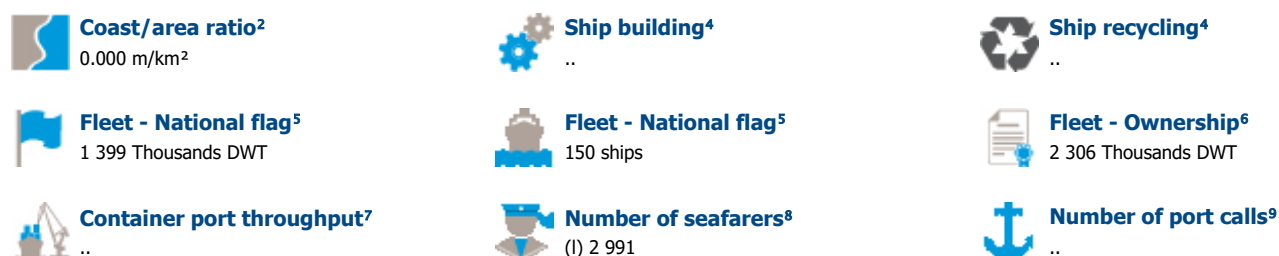 Coast/area ratio²
0.000 m/km²
Ship building⁴
..
Ship recycling⁴
..
Fleet - National flag⁵
1 399 Thousands DWT
Fleet - National flag⁵
150 ships
Fleet - Ownership⁶
2 306 Thousands DWT
Container port throughput⁷
..
Number of seafarers⁸
(l) 2 991
Number of port calls⁹
..